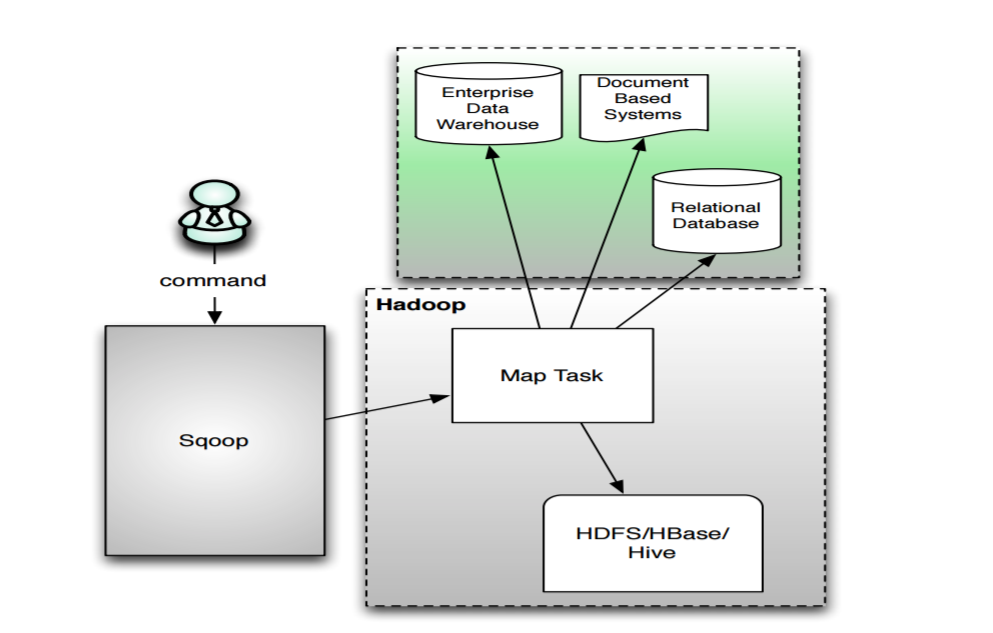 Enterprise
Data
Warehouse
Document
Based
Systems
Relational
Database
command
Hadoop
Map Task
Sqoop
HDFS/HBase/
Hive